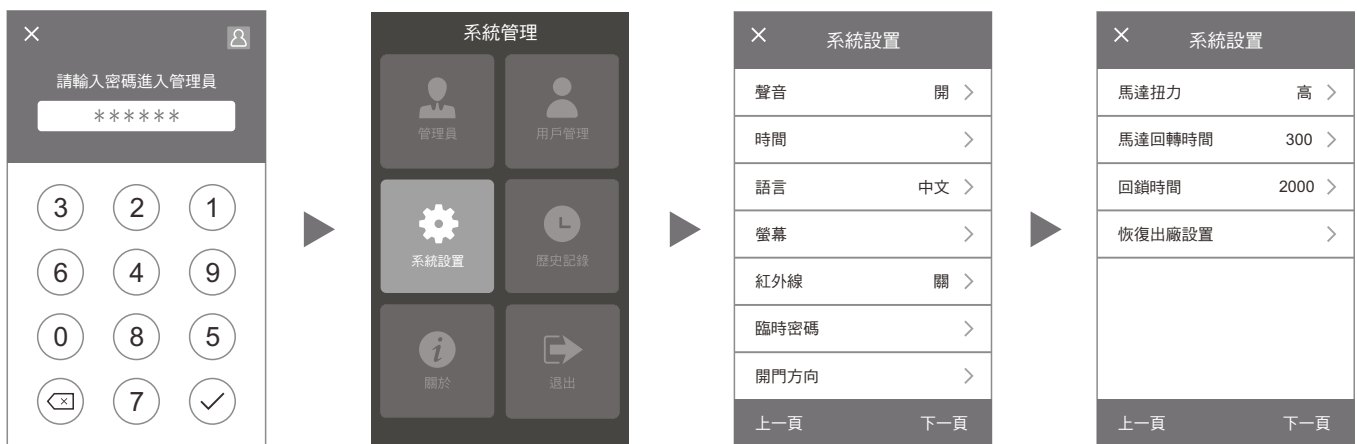 請輸入密碼進入管理員
******
3 2 1
6 4 9
0 8 5
7
系統管理
管理員 用戶管理
系統設置 歷史記錄
關於 退出
系統設置
聲音 開
時間
語言 中文
螢幕
紅外線 關
臨時密碼
開門方向
上一頁 下一頁
系統設置
馬達扭力 高
馬達回轉時間 300
回鎖時間 2000
恢復出廠設置
上一頁 下一頁